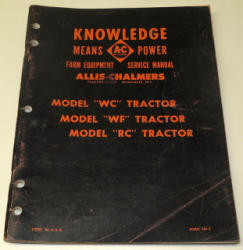 KNOWLEDGE
MEANS AC POWER
FARM EQUIPMENT SERVICE MANUAL
ALLIS-CHALMERS
MODEL "WC" TRACTOR
MODEL "WF" TRACTOR
MODEL "RC" TRACTOR